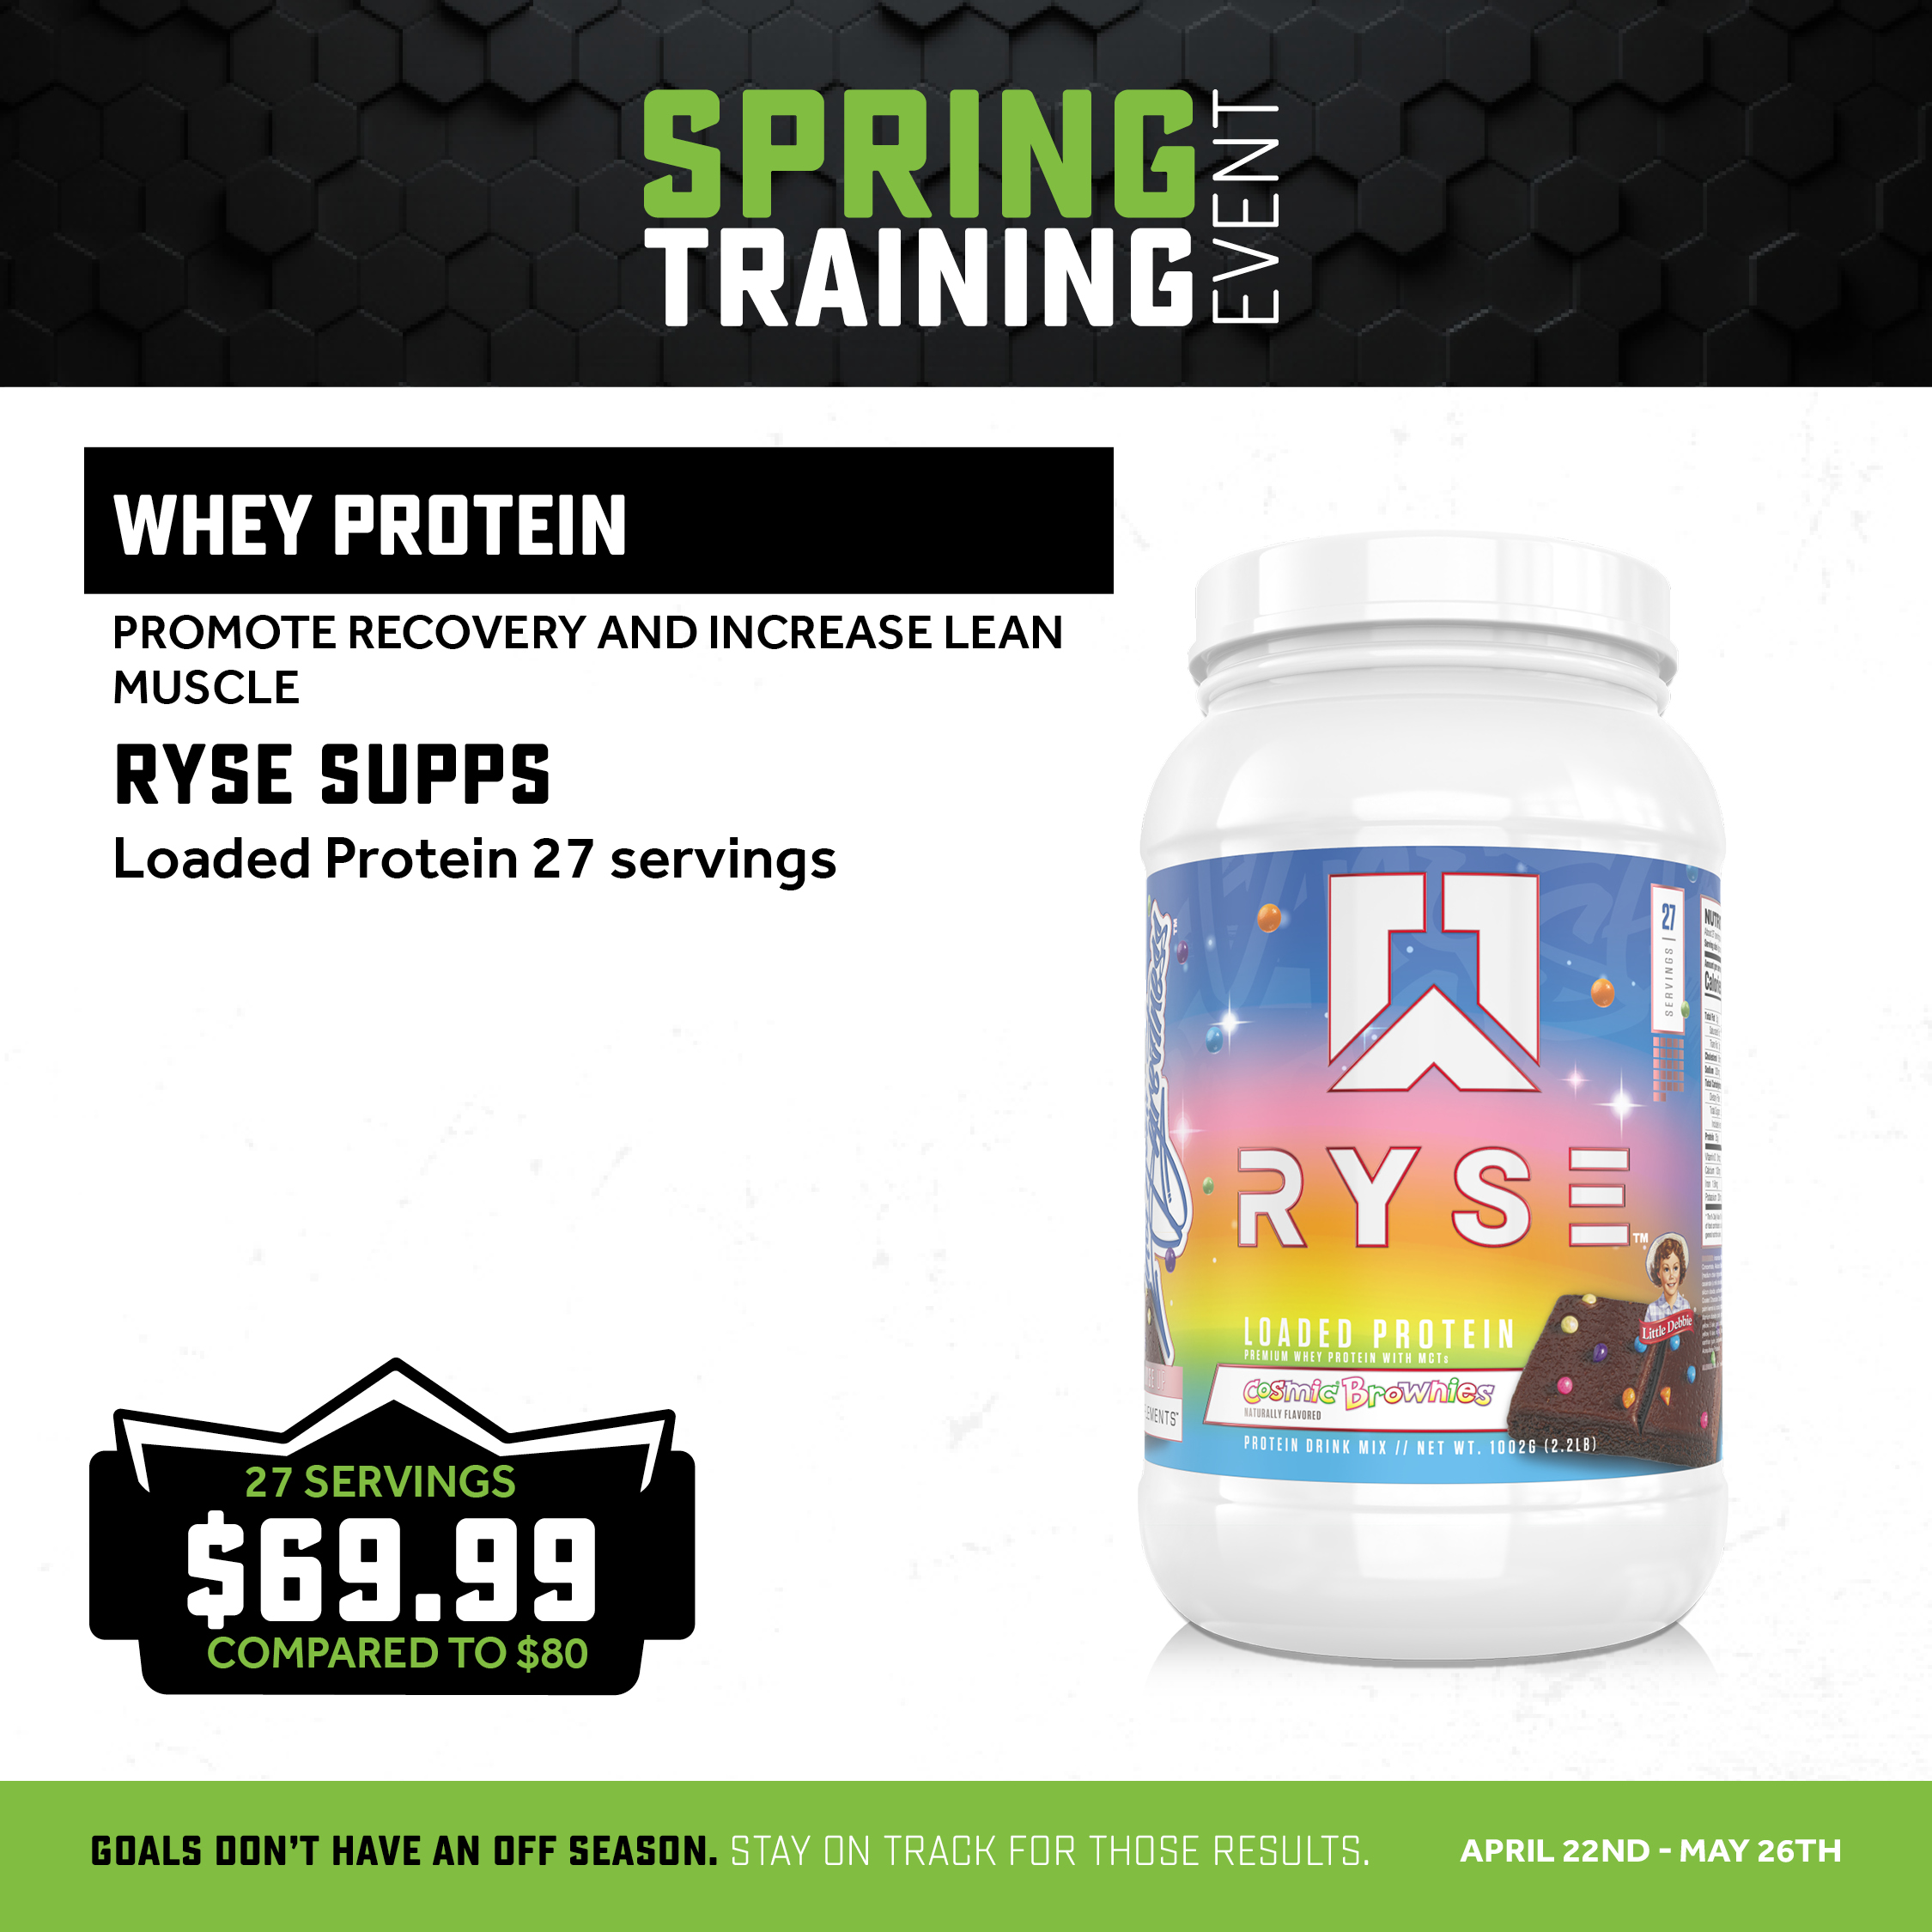 SPRING
TRAINING
EVENT
WHEY PROTEIN
PROMOTE RECOVERY AND INCREASE LEAN
MUSCLE
RYSE SUPPS
Loaded Protein 27 servings
27
SERVINGS
RYSE™
LOADED PROTEIN
PREMIUM WHEY PROTEIN WITH MCTs
Little Debbie
Cosmic Brownies
NATURALLY FLAVORED
PROTEIN DRINK MIX // NET WT. 1002G (2.2LB)
27 SERVINGS
$69.99
COMPARED TO $80
GOALS DON'T HAVE AN OFF SEASON. STAY ON TRACK FOR THOSE RESULTS.
APRIL 22ND - MAY 26TH